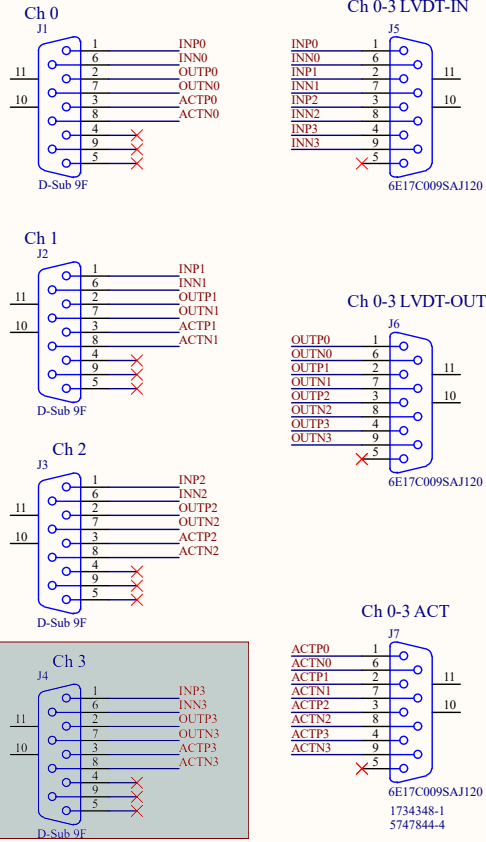 Ch 0
J1
1 INP0
6 INN0
11 2 OUTP0
7 OUTN0
10 3 ACTP0
8 ACTN0
4
9
5
D-Sub 9F
Ch 1
J2
1 INP1
6 INN1
11 2 OUTP1
7 OUTN1
10 3 ACTP1
8 ACTN1
4
9
5
D-Sub 9F
Ch 2
J3
1 INP2
6 INN2
11 2 OUTP2
7 OUTN2
10 3 ACTP2
8 ACTN2
4
9
5
D-Sub 9F
Ch 3
J4
1 INP3
6 INN3
11 2 OUTP3
7 OUTN3
10 3 ACTP3
8 ACTN3
4
9
5
D-Sub 9F
Ch 0-3 LVDT-IN
J5
INP0 1
INN0 6
INP1 2 11
INN1 7
INP2 3 10
INN2 8
INP3 4
INN3 9
5
6E17C009SAJ120
Ch 0-3 LVDT-OUT
J6
OUTP0 1
OUTN0 6
OUTP1 2 11
OUTN1 7
OUTP2 3 10
OUTN2 8
OUTP3 4
OUTN3 9
5
6E17C009SAJ120
Ch 0-3 ACT
J7
ACTP0 1
ACTN0 6
ACTP1 2 11
ACTN1 7
ACTP2 3 10
ACTN2 8
ACTP3 4
ACTN3 9
5
6E17C009SAJ120
1734348-1
5747844-4